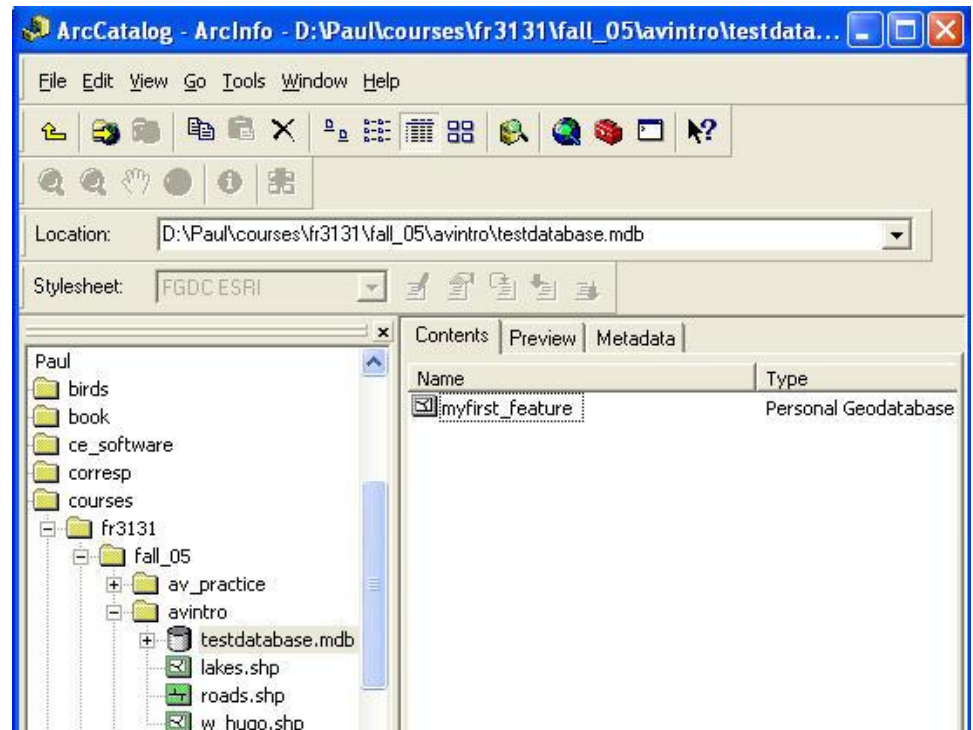 ArcCatalog - ArcInfo - D:\Paul\courses\fr3131\fall_05\avintro\testdata...
File Edit View Go Tools Window Help
Location: D:\Paul\courses\fr3131\fall_05\avintro\testdatabase.mdb
Stylesheet: FGDC ESRI
Contents Preview Metadata
Name Type
myfirst_feature Personal Geodatabase
Paul
birds
book
ce_software
corresp
courses
fr3131
fall_05
av_practice
avintro
testdatabase.mdb
lakes.shp
roads.shp
w_hugo.shp